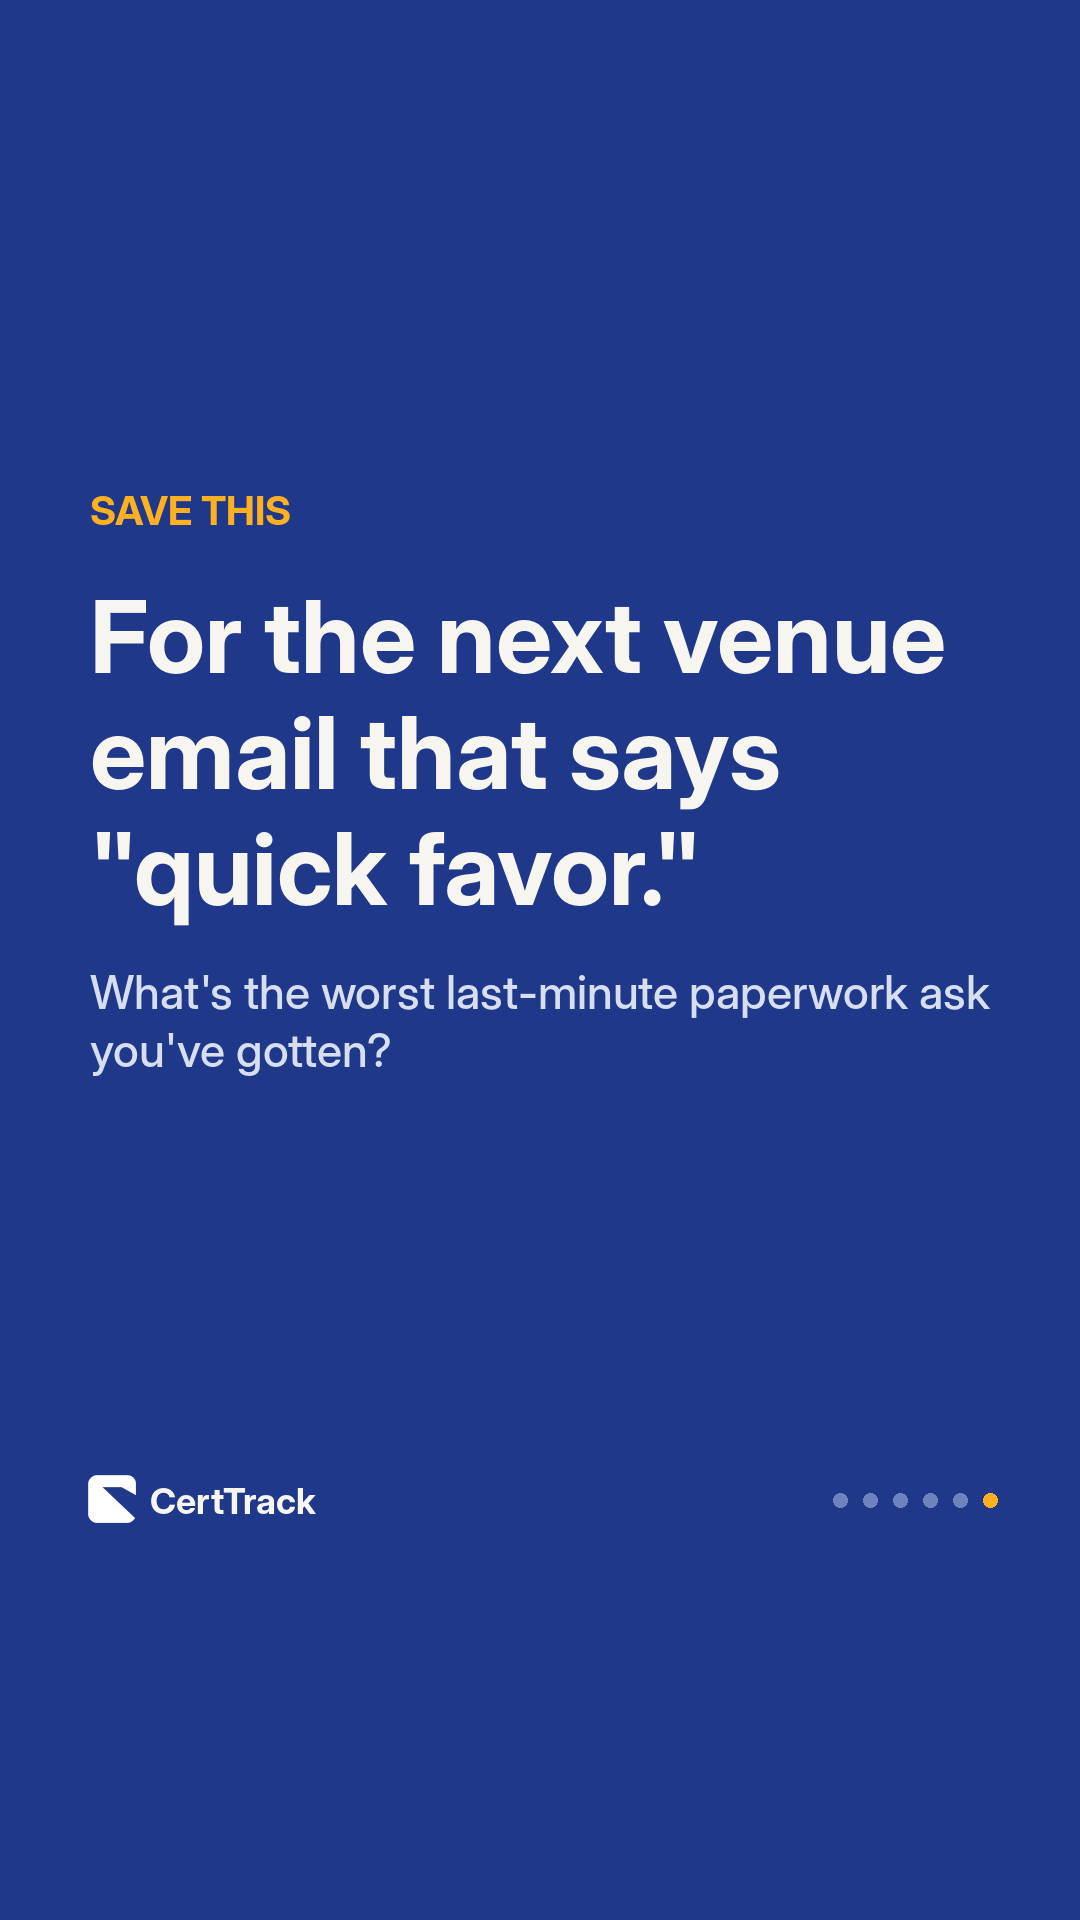 SAVE THIS
For the next venue
email that says
"quick favor."
What's the worst last-minute paperwork ask
you've gotten?
CertTrack